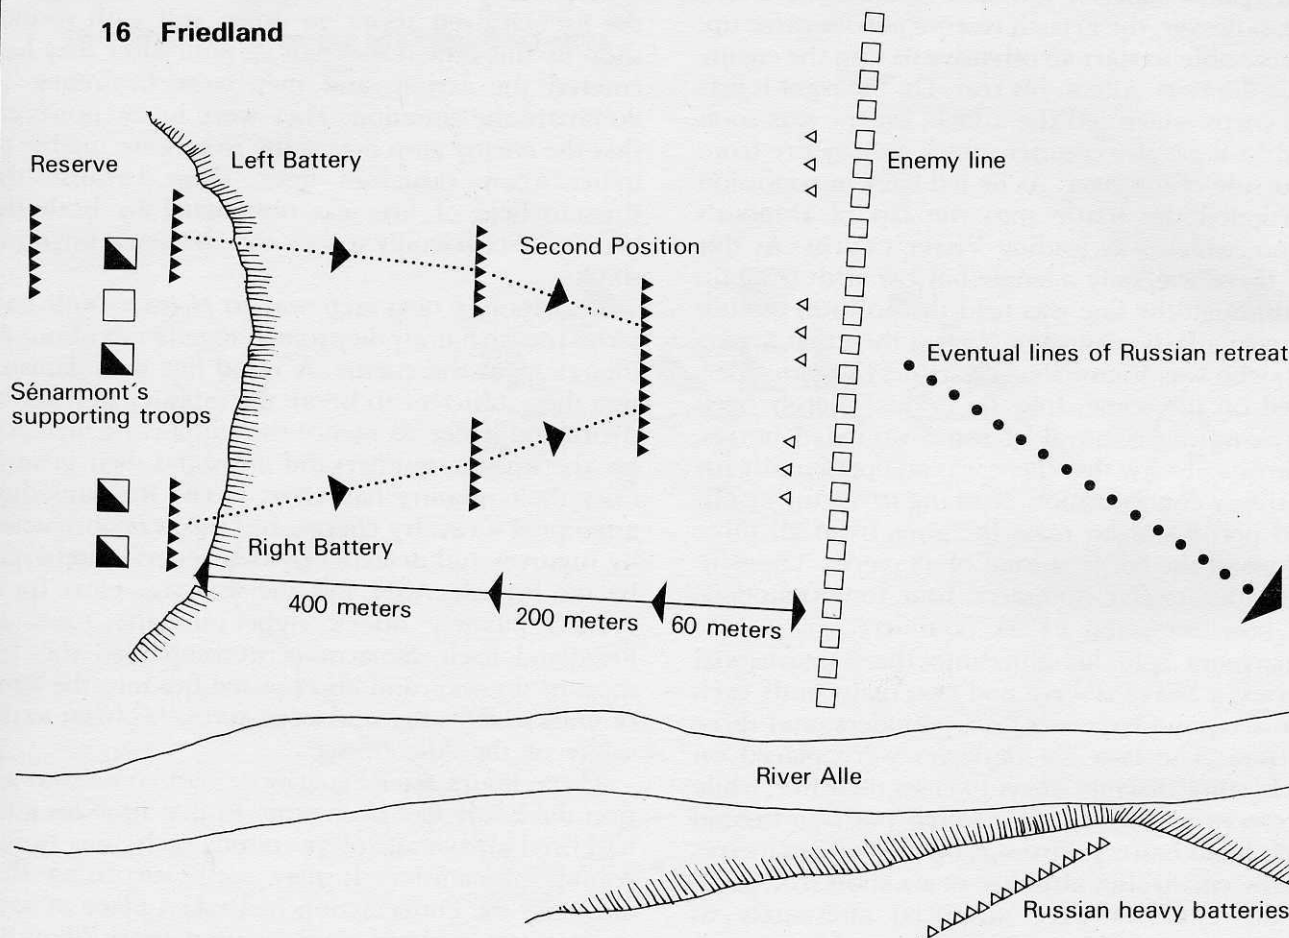 16 Friedland
Reserve
Left Battery
Enemy line
Second Position
Eventual lines of Russian retreat
Sénarmont's
supporting troops
Right Battery
400 meters
200 meters
60 meters
River Alle
Russian heavy batteries